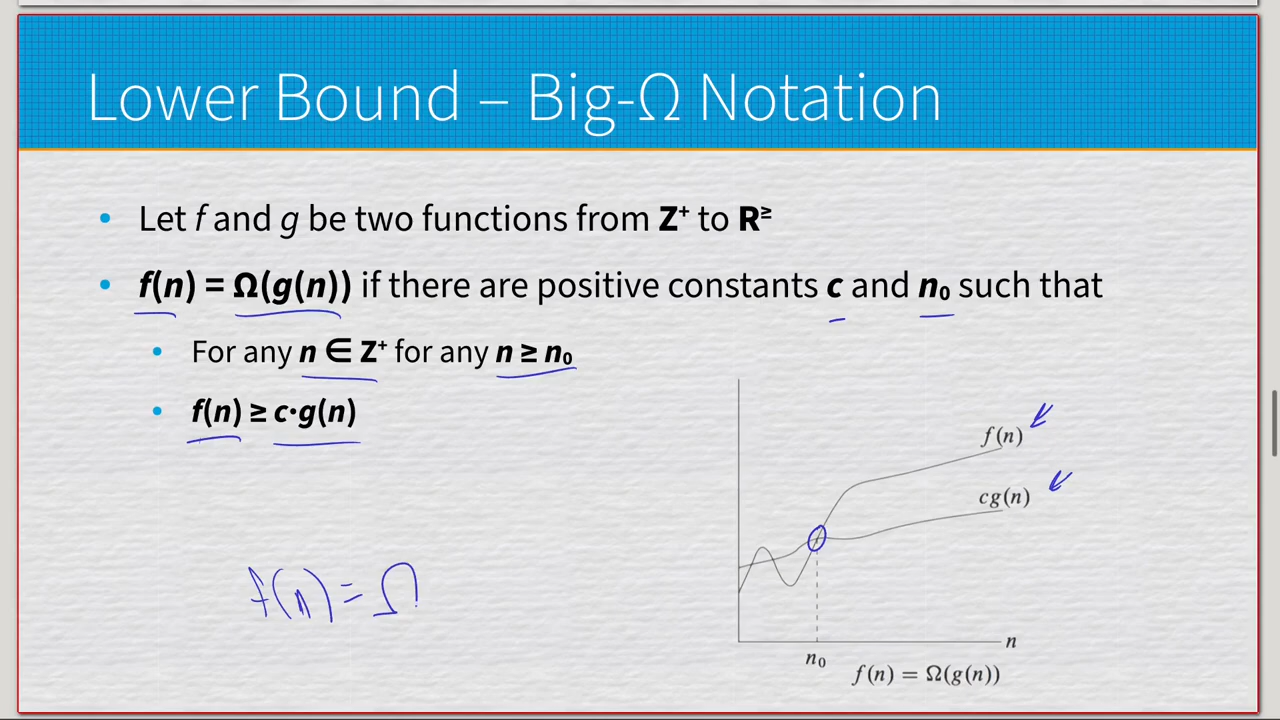 Lower Bound – Big-Ω Notation
• Let f and g be two functions from Z⁺ to R≥
• f(n) = Ω(g(n)) if there are positive constants c and n₀ such that
• For any n ∈ Z⁺ for any n ≥ n₀
• f(n) ≥ c·g(n)
f(n)
cg(n)
f(n) = Ω
n
n₀
f(n) = Ω(g(n))